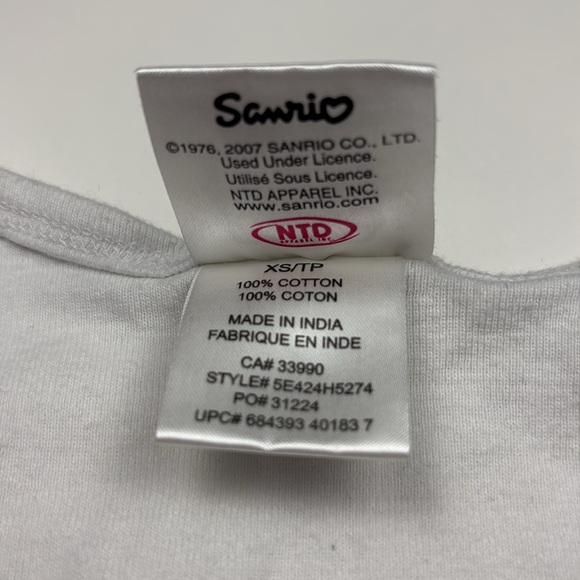 Sanrio
©1976, 2007 SANRIO CO., LTD.
Used Under Licence.
Utilisé Sous Licence.
NTD APPAREL INC.
www.sanrio.com
NTD
APPAREL INC.
XS/TP
100% COTTON
100% COTON
MADE IN INDIA
FABRIQUE EN INDE
CA# 33990
STYLE# 5E424H5274
PO# 31224
UPC# 684393 40183 7